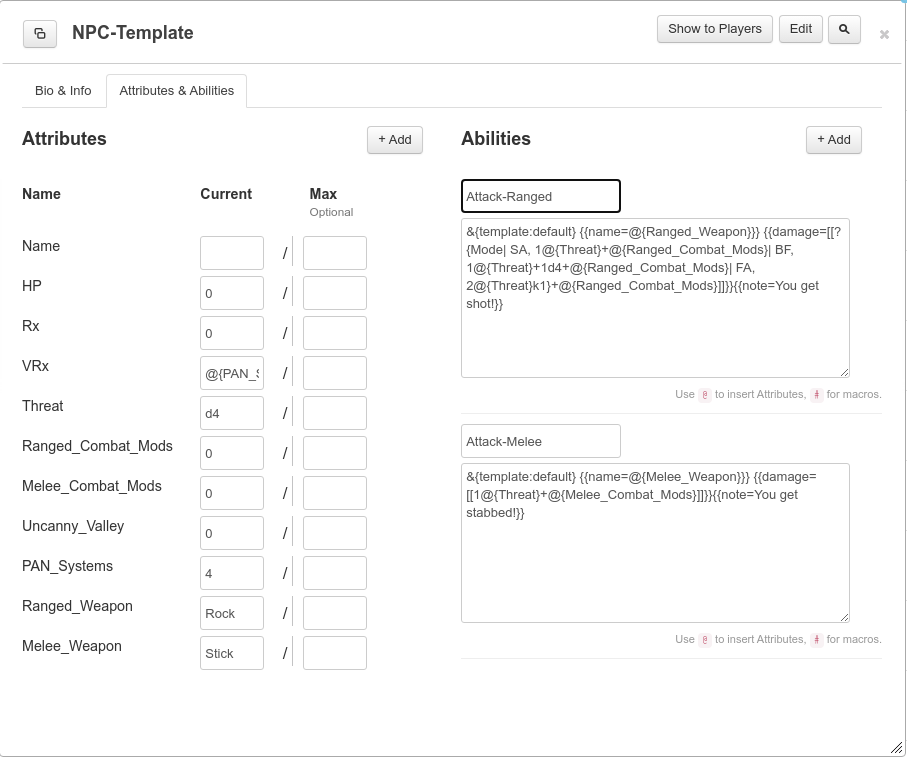 NPC-Template
Show to Players
Edit
Bio & Info
Attributes & Abilities
Attributes
+ Add
Name Current Max
Optional
Name /
HP 0 /
Rx 0 /
VRx @{PAN_S /
Threat d4 /
Ranged_Combat_Mods 0 /
Melee_Combat_Mods 0 /
Uncanny_Valley 0 /
PAN_Systems 4 /
Ranged_Weapon Rock /
Melee_Weapon Stick /
Abilities
+ Add
Attack-Ranged
&{template:default} {{name=@{Ranged_Weapon}}} {{damage=[[?
{Mode| SA, 1@{Threat}+@{Ranged_Combat_Mods}| BF,
1@{Threat}+1d4+@{Ranged_Combat_Mods}| FA,
2@{Threat}k1}+@{Ranged_Combat_Mods}]]}}{{note=You get
shot!}}
Use @ to insert Attributes, # for macros.
Attack-Melee
&{template:default} {{name=@{Melee_Weapon}}} {{damage=
[[1@{Threat}+@{Melee_Combat_Mods}]]}}{{note=You get
stabbed!}}
Use @ to insert Attributes, # for macros.